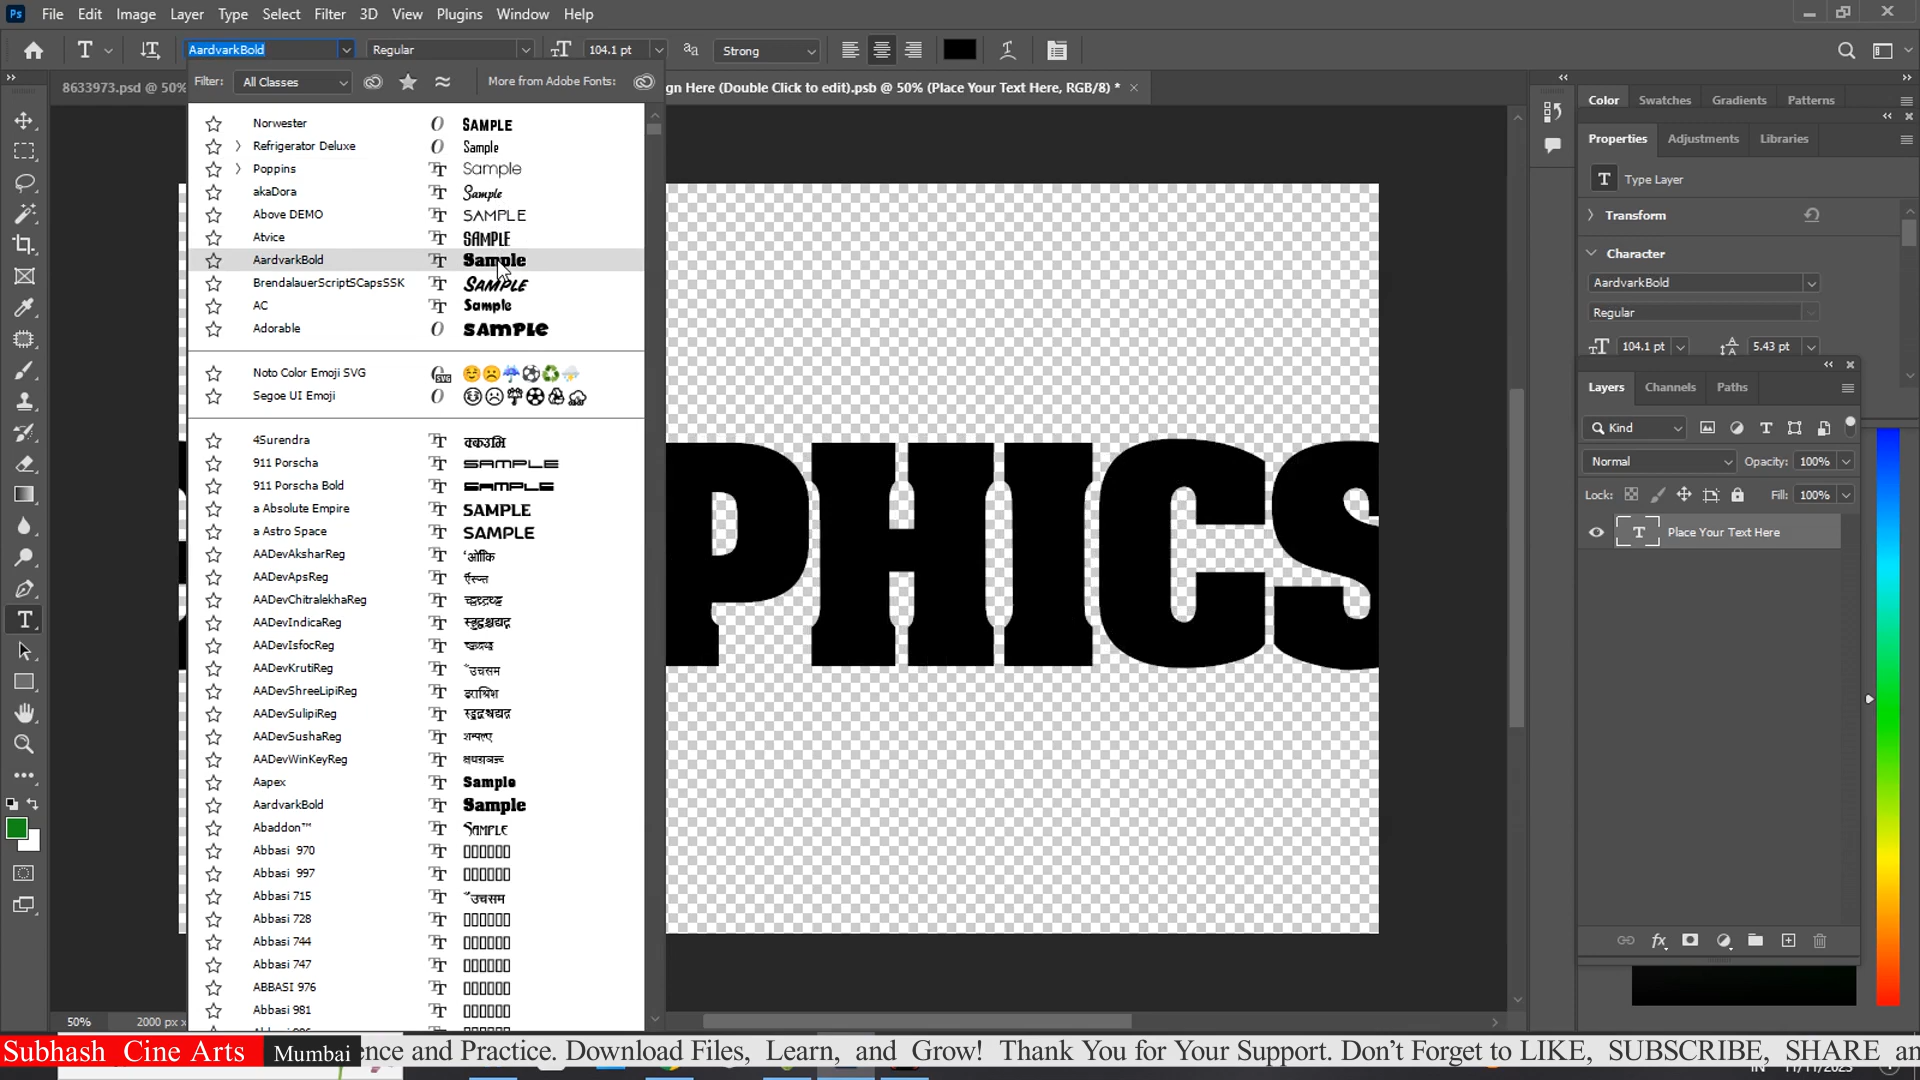 Ps File Edit Image Layer Type Select Filter 3D View Plugins Window Help
AardvarkBold Regular 104.1 pt aa Strong
Filter: All Classes More from Adobe Fonts:
8633973.psd @ 50% gn Here (Double Click to edit).psb @ 50% (Place Your Text Here, RGB/8) *
Norwester SAMPLE
Refrigerator Deluxe Sample
Poppins Sample
akaDora Sample
Above DEMO SAMPLE
Atvice SAMPLE
AardvarkBold Sample
BrendalauerScriptSCapsSSK SAMPLE
AC Sample
Adorable SAMPLE
Noto Color Emoji SVG
Segoe UI Emoji
4Surendra
911 Porscha SAMPLE
911 Porscha Bold SAMPLE
a Absolute Empire SAMPLE
a Astro Space SAMPLE
AADevAksharReg
AADevApsReg
AADevChitralekhaReg
AADevIndicaReg
AADevIsfocReg
AADevKrutiReg ˆउचसम
AADevShreeLipiReg
AADevSulipiReg
AADevSushaReg
AADevWinKeyReg
Aapex Sample
AardvarkBold Sample
Abaddon™ SAMPLE
Abbasi 970
Abbasi 997
Abbasi 715 ˆउचसम
Abbasi 728
Abbasi 744
Abbasi 747
ABBASI 976
Abbasi 981
PHICS
Color Swatches Gradients Patterns
Properties Adjustments Libraries
T Type Layer
Transform
Character
AardvarkBold
Regular
104.1 pt 5.43 pt
Layers Channels Paths
Kind
Normal Opacity: 100%
Lock: Fill: 100%
T Place Your Text Here
50% 2000 px x
Subhash Cine Arts Mumbai ence and Practice. Download Files, Learn, and Grow! Thank You for Your Support. Don't Forget to LIKE, SUBSCRIBE, SHARE an
IN 11/11/2023